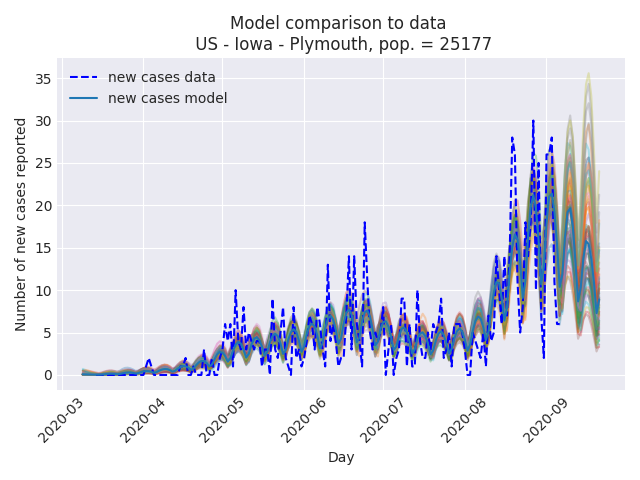 Model comparison to data
US - Iowa - Plymouth, pop. = 25177
new cases data
new cases model
Number of new cases reported
35
30
25
20
15
10
5
0
2020-03
2020-04
2020-05
2020-06
2020-07
2020-08
2020-09
Day